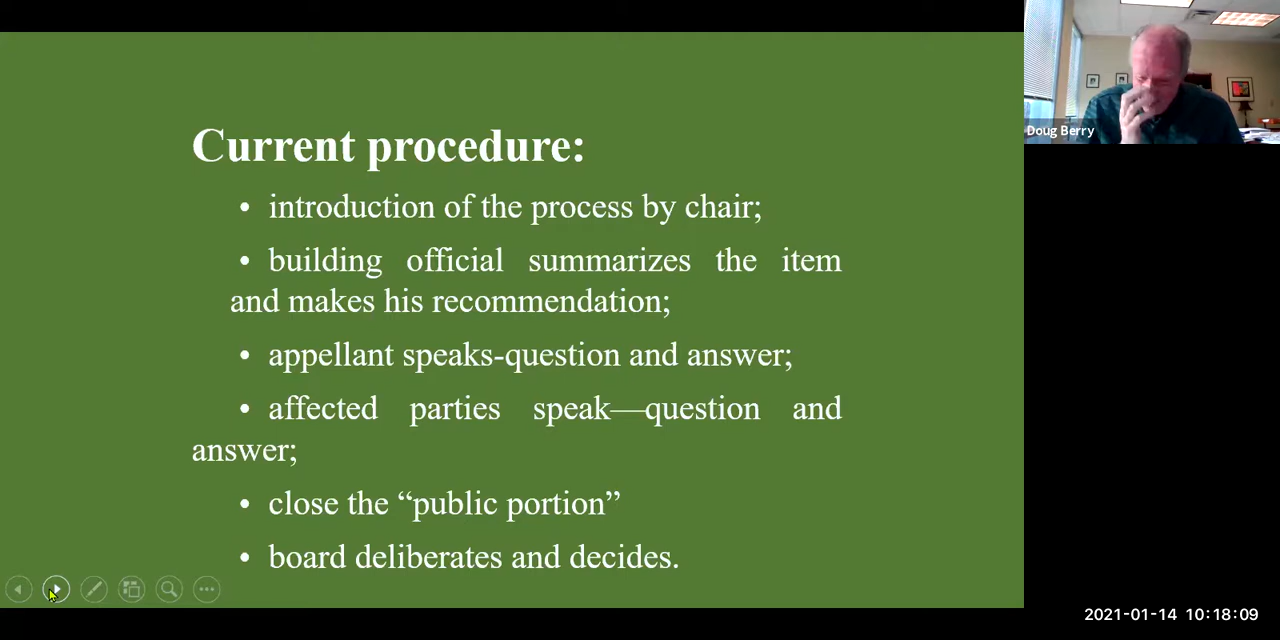 Current procedure:
• introduction of the process by chair;
• building official summarizes the item
and makes his recommendation;
• appellant speaks-question and answer;
• affected parties speak—question and
answer;
• close the “public portion”
• board deliberates and decides.
Doug Berry
2021-01-14 10:18:09